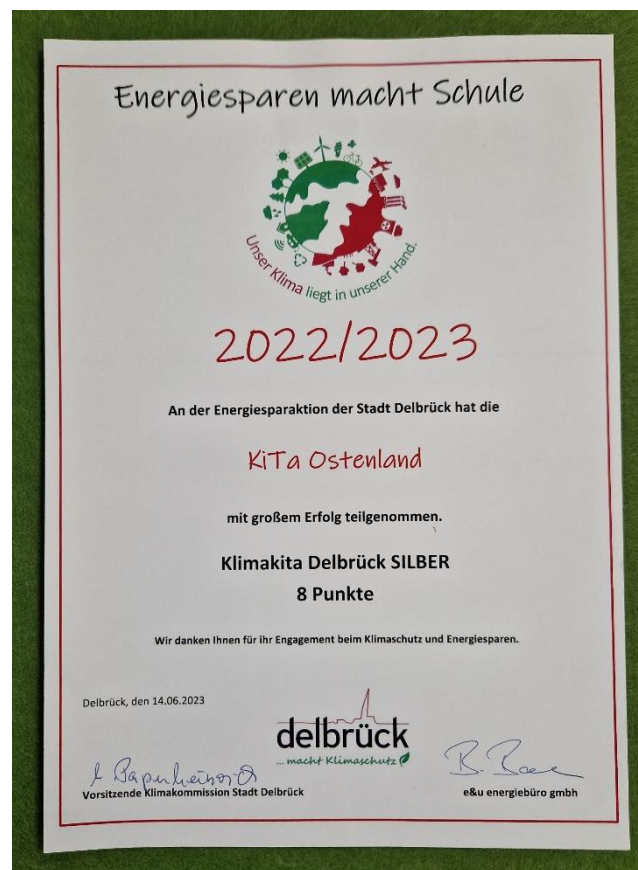 Energiesparen macht Schule
Unser Klima liegt in unserer Hand.
2022/2023
An der Energiesparaktion der Stadt Delbrück hat die
KiTa Ostenland
mit großem Erfolg teilgenommen.
Klimakita Delbrück SILBER
8 Punkte
Wir danken Ihnen für ihr Engagement beim Klimaschutz und Energiesparen.
Delbrück, den 14.06.2023
delbrück
... macht Klimaschutz
Vorsitzende Klimakommission Stadt Delbrück
e&u energiebüro gmbh